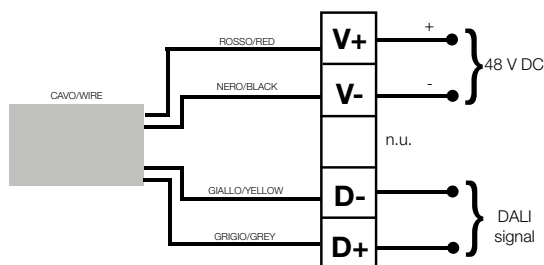 ROSSO/RED
V+
+
48 V DC
CAVO/WIRE
NERO/BLACK
V-
-
n.u.
GIALLO/YELLOW
D-
DALI
signal
GRIGIO/GREY
D+